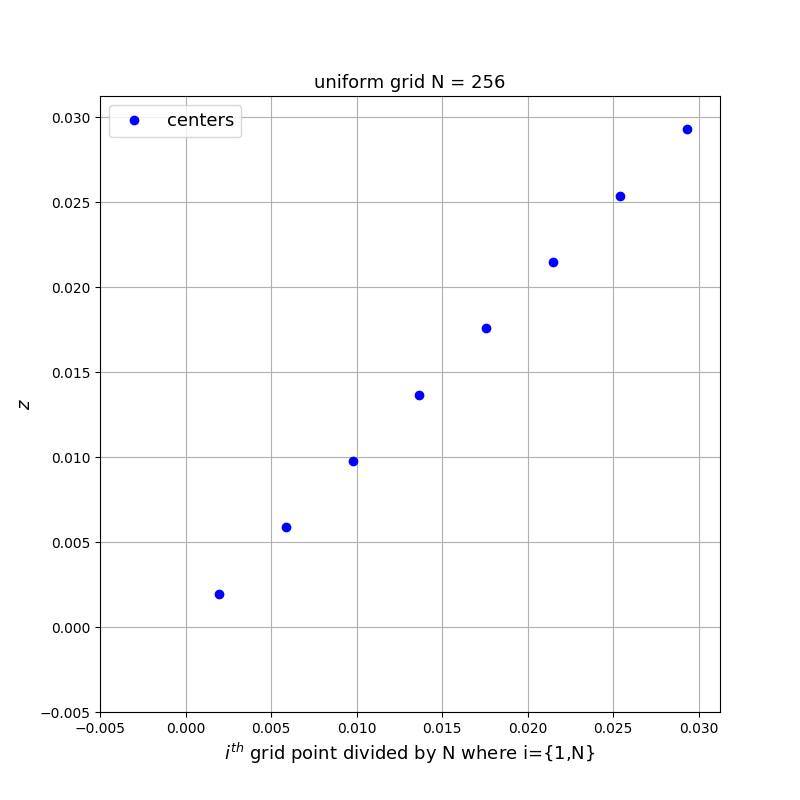 uniform grid N = 256
centers
0.030
0.025
0.020
0.015
0.010
0.005
0.000
−0.005
z
−0.005 0.000 0.005 0.010 0.015 0.020 0.025 0.030
i^{th} grid point divided by N where i={1,N}